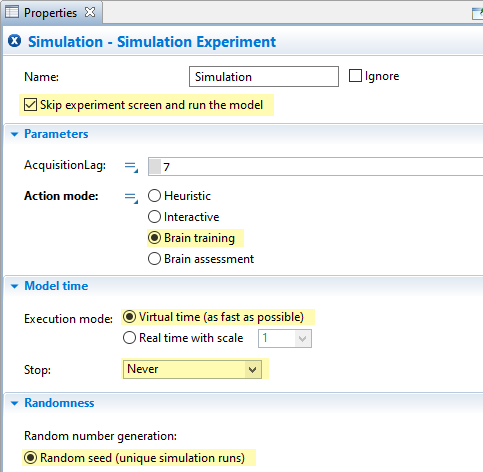 Properties
Simulation - Simulation Experiment
Name: Simulation Ignore
Skip experiment screen and run the model
Parameters
AcquisitionLag: 7
Action mode: Heuristic
Interactive
Brain training
Brain assessment
Model time
Execution mode: Virtual time (as fast as possible)
Real time with scale 1
Stop: Never
Randomness
Random number generation:
Random seed (unique simulation runs)